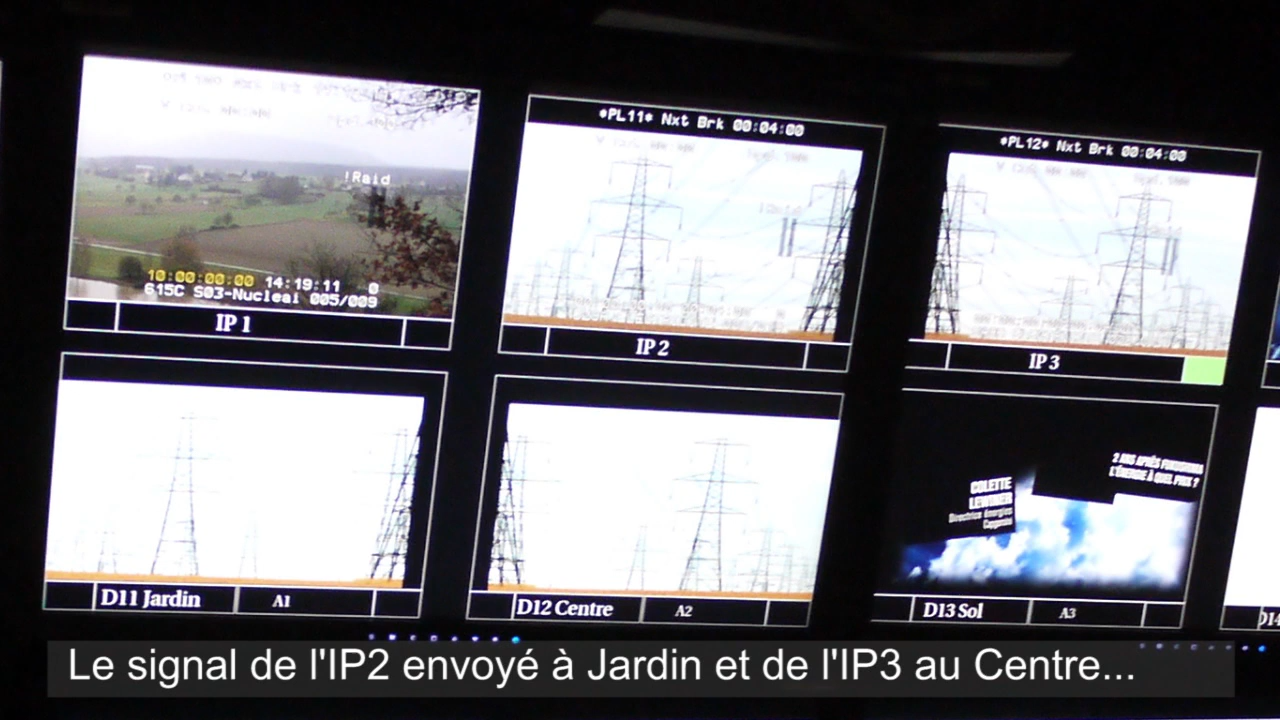 !Raid
10:00:00:00 14:19:11 0
615C S03-Nucleai 005/009
IP 1
*PL11* Nxt Brk 00:04:00
IP 2
*PL12* Nxt Brk 00:04:00
IP 3
D11 Jardin A1
D12 Centre A2
2 ANS APRÈS FUKUSHIMA
L'ÉNERGIE À QUEL PRIX ?
COLETTE
LEWINER
Directrice énergies
Capgemini
D13 Sol A3
Le signal de l'IP2 envoyé à Jardin et de l'IP3 au Centre...